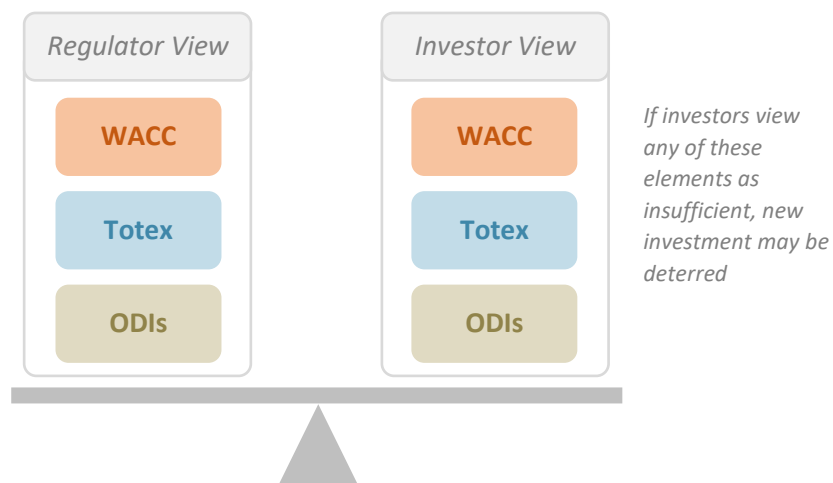 Regulator View
WACC
Totex
ODIs
Investor View
WACC
Totex
ODIs
If investors view
any of these
elements as
insufficient, new
investment may be
deterred